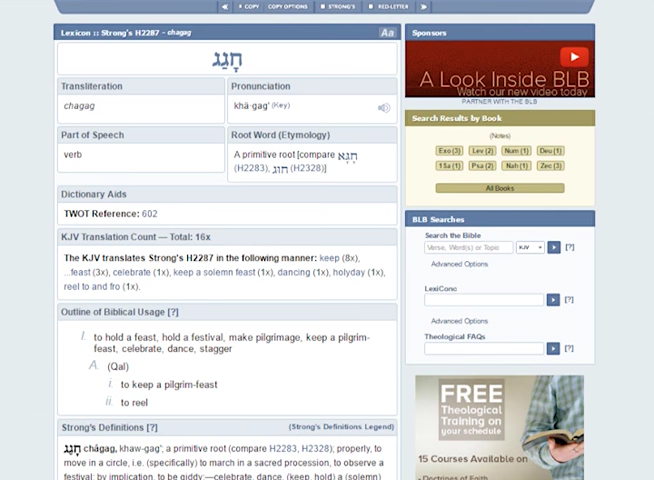 COPY COPY OPTIONS STRONG'S RED-LETTER
Lexicon :: Strong's H2287 - chagag
Aa
חָגַג
Transliteration
chagag
Pronunciation
khä·gag' (Key)
Part of Speech
verb
Root Word (Etymology)
A primitive root [compare חָגָא
(H2283), חוּג (H2328)]
Dictionary Aids
TWOT Reference: 602
KJV Translation Count — Total: 16x
The KJV translates Strong's H2287 in the following manner: keep (8x),
...feast (3x), celebrate (1x), keep a solemn feast (1x), dancing (1x), holyday (1x),
reel to and fro (1x).
Outline of Biblical Usage [?]
I. to hold a feast, hold a festival, make pilgrimage, keep a pilgrim-
feast, celebrate, dance, stagger
A. (Qal)
i. to keep a pilgrim-feast
ii. to reel
Strong's Definitions [?]
(Strong's Definitions Legend)
חָגַג châgag, khaw-gag'; a primitive root (compare H2283, H2328); properly, to
move in a circle, i.e. (specifically) to march in a sacred procession, to observe a
festival; by implication, to be giddy:—celebrate, dance, (keep, hold) a (solemn)
Sponsors
A Look Inside BLB
Watch our new video today
PARTNER WITH THE BLB
Search Results by Book
(Notes)
Exo (3) Lev (2) Num (1) Deu (1)
1Sa (1) Psa (2) Nah (1) Zec (3)
All Books
BLB Searches
Search the Bible
Verse, Word(s) or Topic KJV [?]
Advanced Options
LexiConc
[?]
Advanced Options
Theological FAQs
[?]
FREE
Theological
Training on
your schedule
15 Courses Available on
- Doctrines of Faith